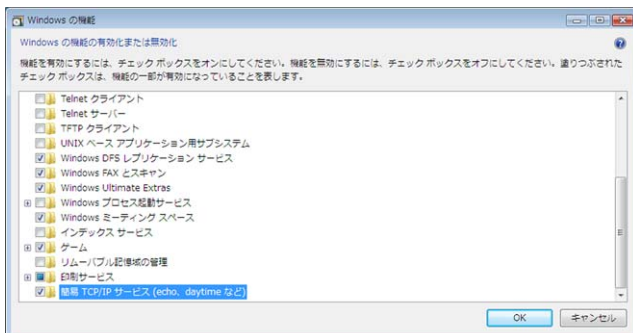 Windows の機能
Windows の機能の有効化または無効化
機能を有効にするには、チェック ボックスをオンにしてください。機能を無効にするには、チェック ボックスをオフにしてください。塗りつぶされた
チェック ボックスは、機能の一部が有効になっていることを表します。
Telnet クライアント
Telnet サーバー
TFTP クライアント
UNIX ベース アプリケーション用サブシステム
Windows DFS レプリケーション サービス
Windows FAX とスキャン
Windows Ultimate Extras
Windows プロセス起動サービス
Windows ミーティング スペース
インデックス サービス
ゲーム
リムーバブル記憶域の管理
印刷サービス
簡易 TCP/IP サービス (echo、daytime など)
OK
キャンセル